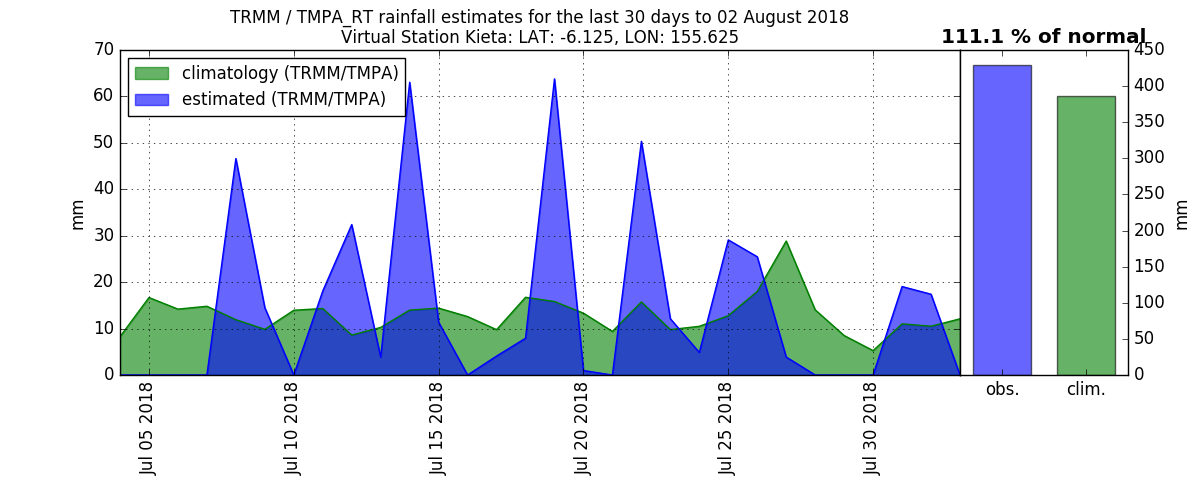 TRMM / TMPA_RT rainfall estimates for the last 30 days to 02 August 2018
Virtual Station Kieta: LAT: -6.125, LON: 155.625
111.1 % of normal
climatology (TRMM/TMPA)
estimated (TRMM/TMPA)
70
60
50
40
30
20
10
0
mm
Jul 05 2018
Jul 10 2018
Jul 15 2018
Jul 20 2018
Jul 25 2018
Jul 30 2018
obs.
clim.
450
400
350
300
250
200
150
100
50
0
mm